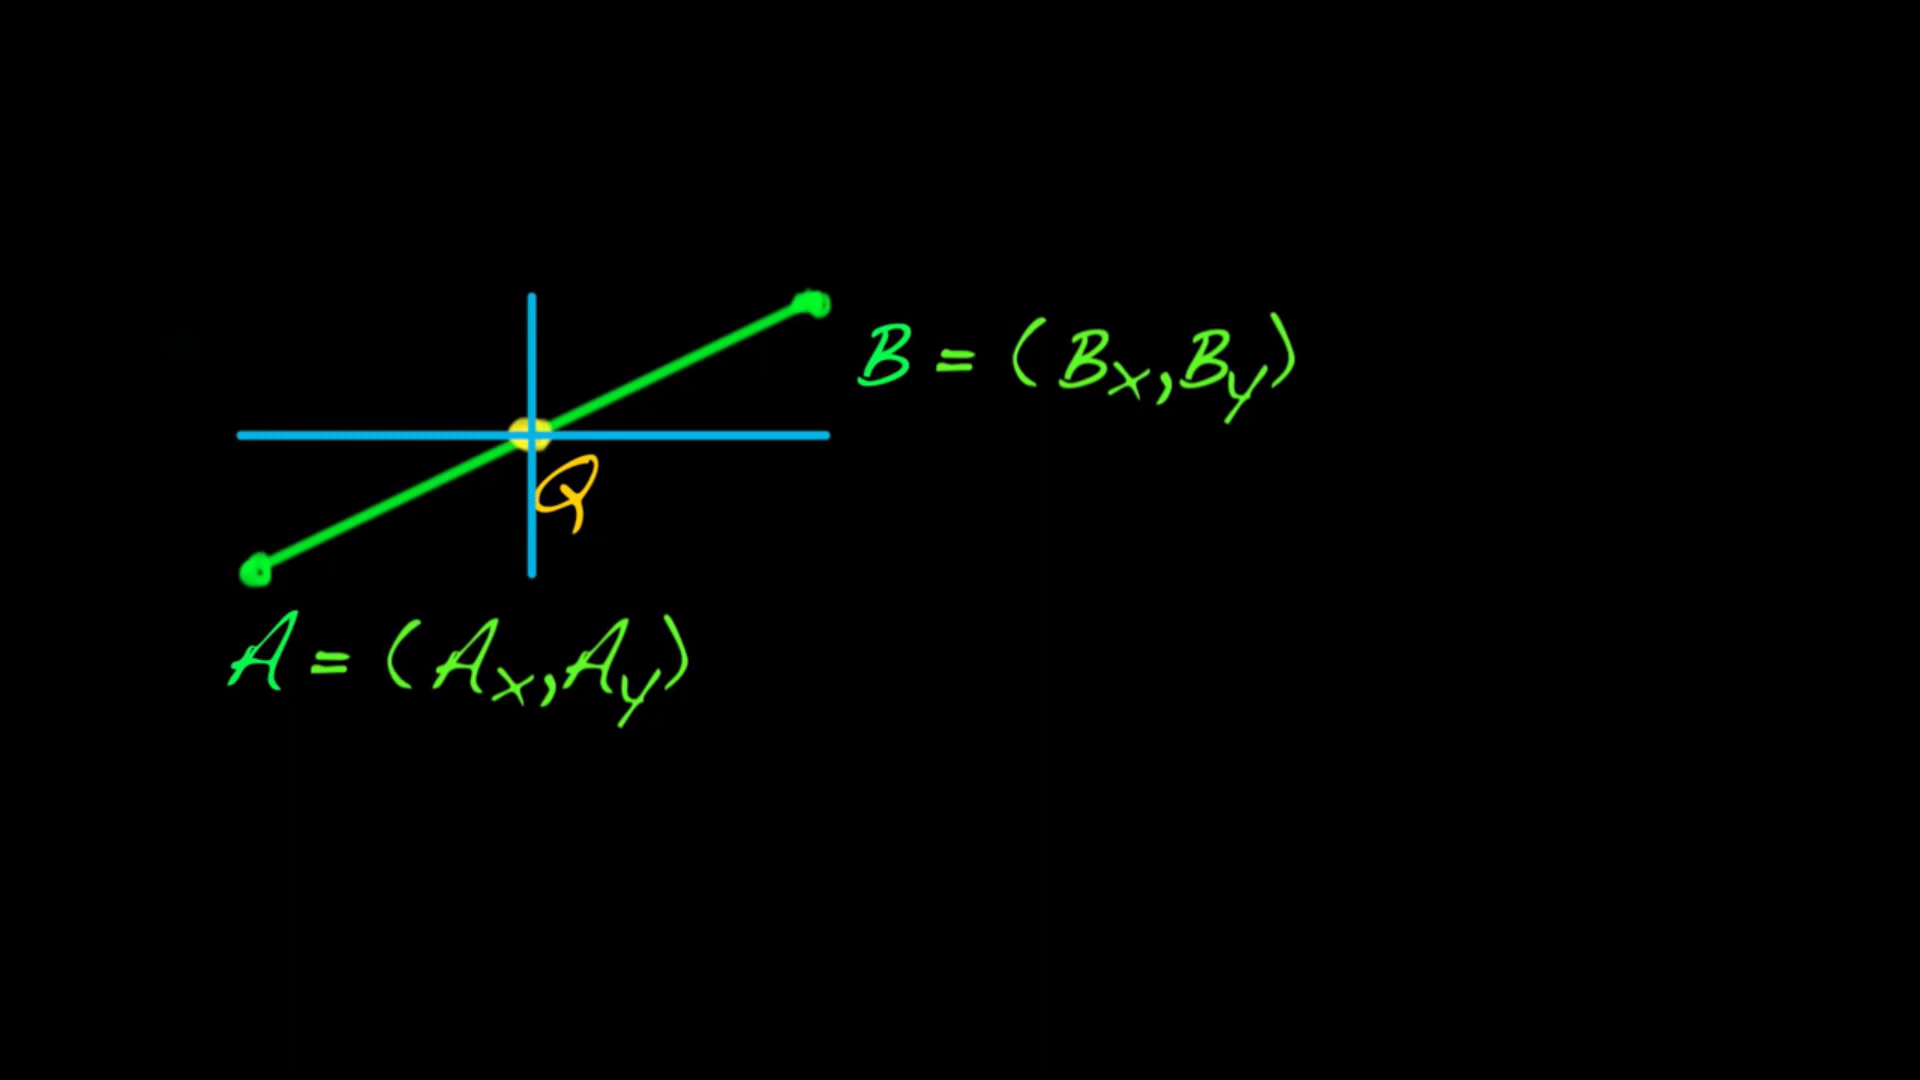 B = (Bx, By)
Q
A = (Ax, Ay)